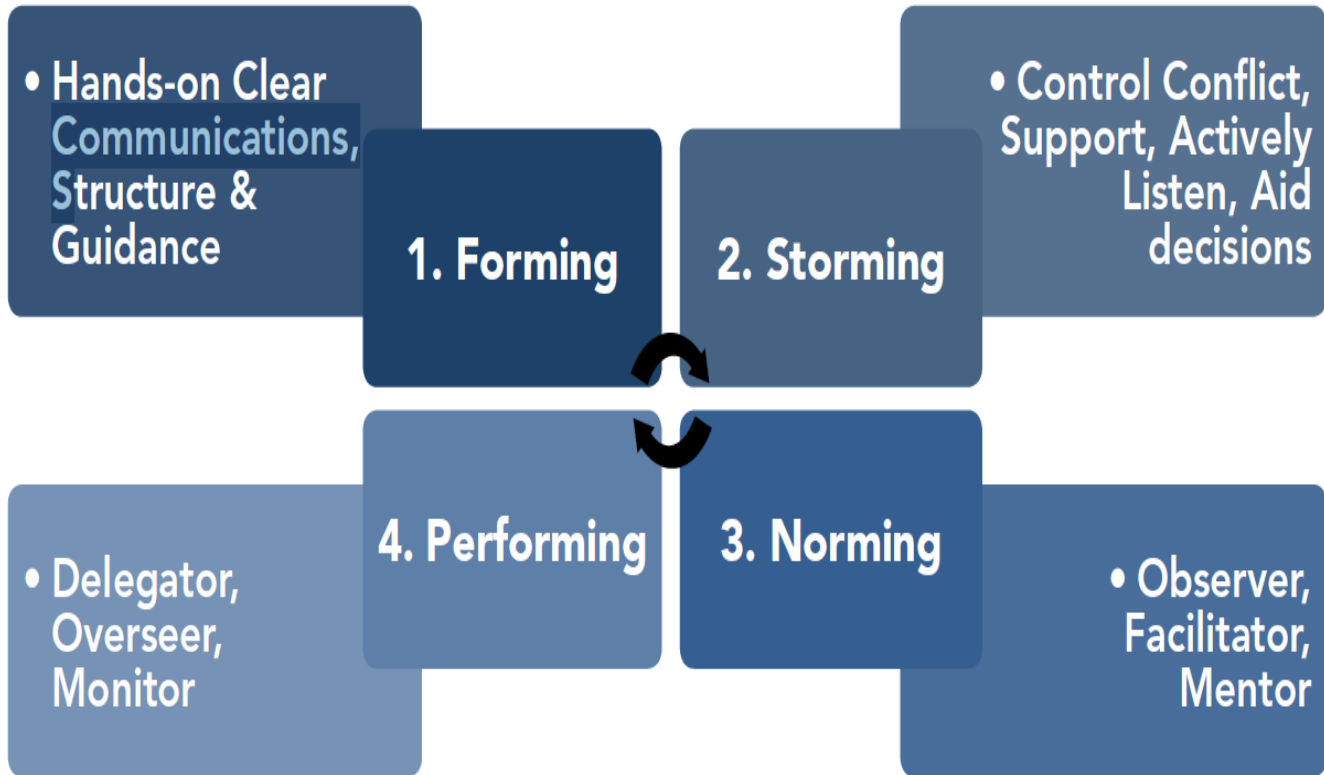 • Hands-on Clear
Communications,
Structure &
Guidance
1. Forming
2. Storming
• Control Conflict,
Support, Actively
Listen, Aid
decisions
4. Performing
3. Norming
• Delegator,
Overseer,
Monitor
• Observer,
Facilitator,
Mentor